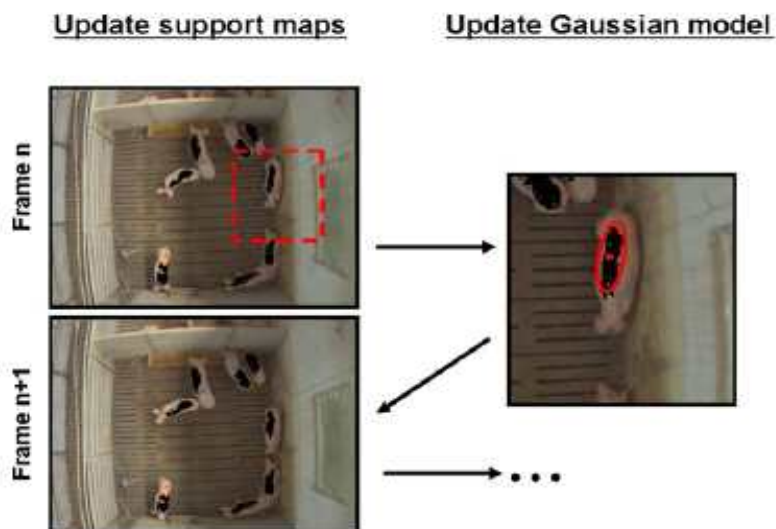 Update support maps
Update Gaussian model
Frame n
Frame n+1
. . .